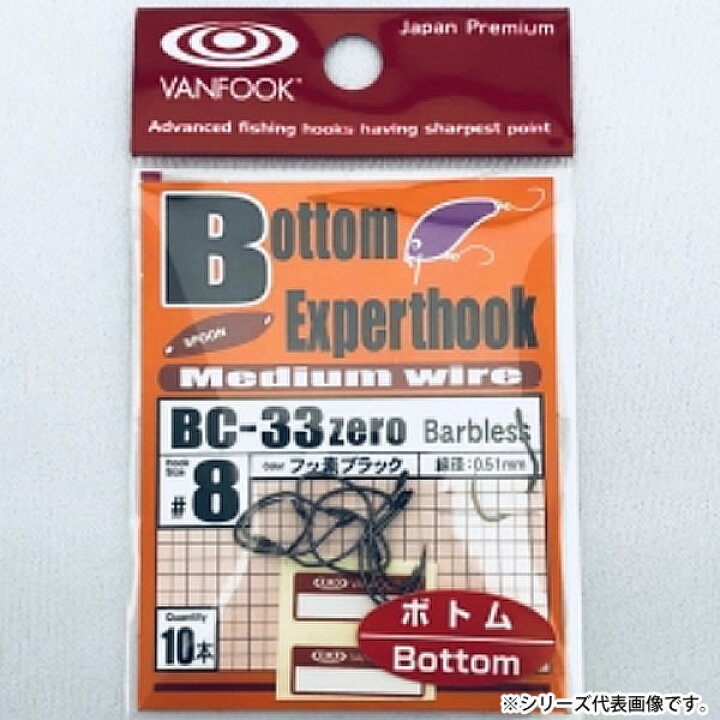 Japan Premium
VANFOOK™
Advanced fishing hooks having sharpest point
Bottom
Experthook
SPOON
Medium wire
BC-33zero Barbless
Hook Size #8
Color フッ素ブラック
線径:0.51mm
Quantity
10本
ボトム
Bottom
※シリーズ代表画像です。